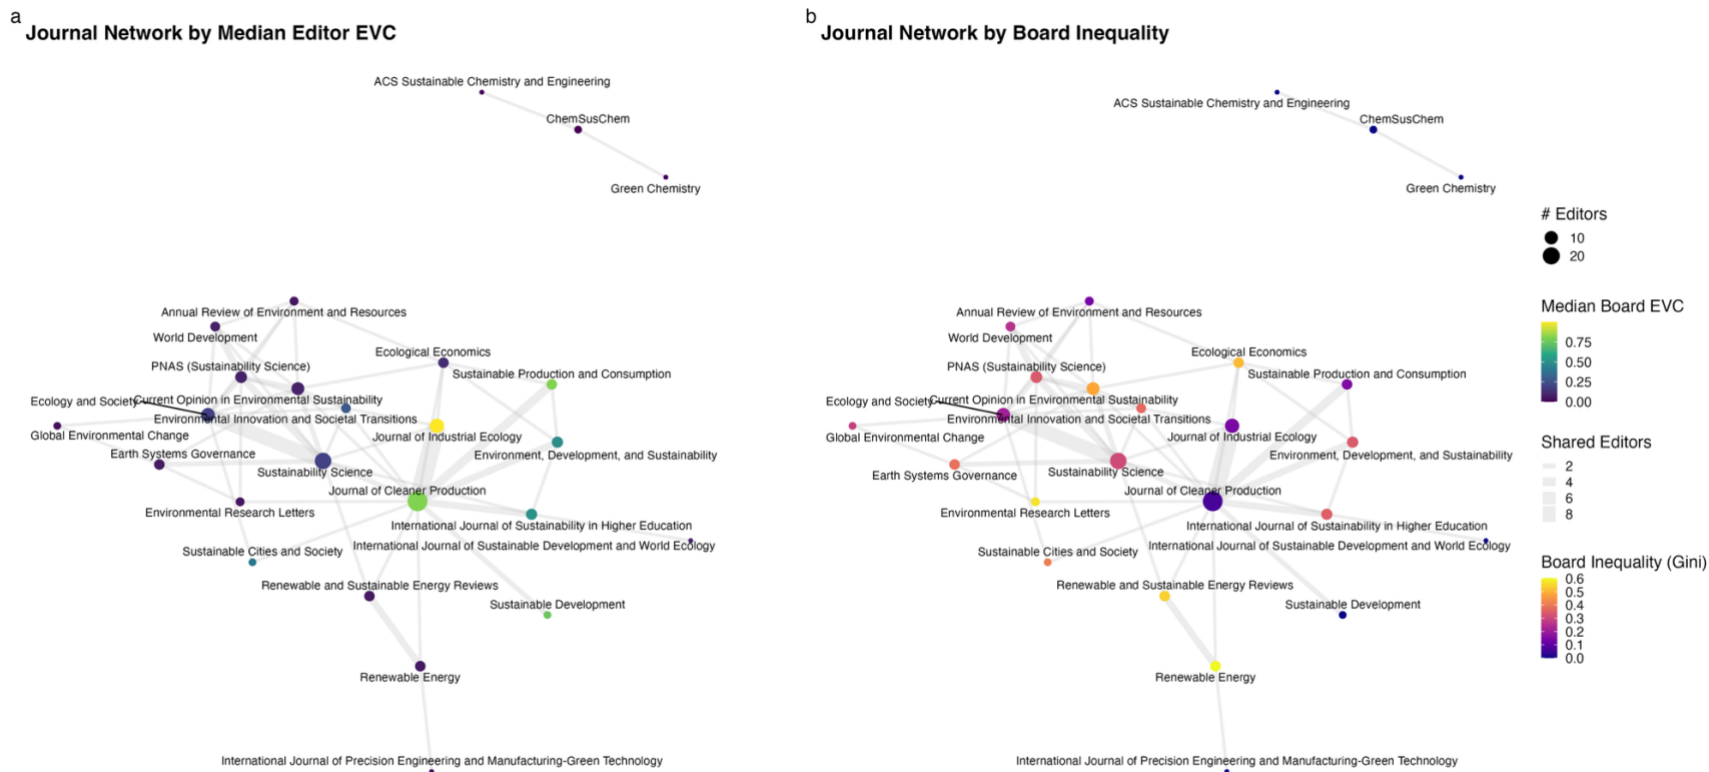 a
Journal Network by Median Editor EVC
ACS Sustainable Chemistry and Engineering
ChemSusChem
Green Chemistry
Annual Review of Environment and Resources
World Development
Ecological Economics
PNAS (Sustainability Science)
Sustainable Production and Consumption
Ecology and Society
Current Opinion in Environmental Sustainability
Environmental Innovation and Societal Transitions
Global Environmental Change
Journal of Industrial Ecology
Earth Systems Governance
Environment, Development, and Sustainability
Sustainability Science
Journal of Cleaner Production
Environmental Research Letters
International Journal of Sustainability in Higher Education
Sustainable Cities and Society
International Journal of Sustainable Development and World Ecology
Renewable and Sustainable Energy Reviews
Sustainable Development
Renewable Energy
International Journal of Precision Engineering and Manufacturing-Green Technology
b
Journal Network by Board Inequality
ACS Sustainable Chemistry and Engineering
ChemSusChem
Green Chemistry
Annual Review of Environment and Resources
World Development
Ecological Economics
PNAS (Sustainability Science)
Sustainable Production and Consumption
Ecology and Society
Current Opinion in Environmental Sustainability
Environmental Innovation and Societal Transitions
Global Environmental Change
Journal of Industrial Ecology
Environment, Development, and Sustainability
Sustainability Science
Earth Systems Governance
Journal of Cleaner Production
Environmental Research Letters
International Journal of Sustainability in Higher Education
Sustainable Cities and Society
International Journal of Sustainable Development and World Ecology
Renewable and Sustainable Energy Reviews
Sustainable Development
Renewable Energy
International Journal of Precision Engineering and Manufacturing-Green Technology
# Editors
10
20
Median Board EVC
0.75
0.50
0.25
0.00
Shared Editors
2
4
6
8
Board Inequality (Gini)
0.6
0.5
0.4
0.3
0.2
0.1
0.0